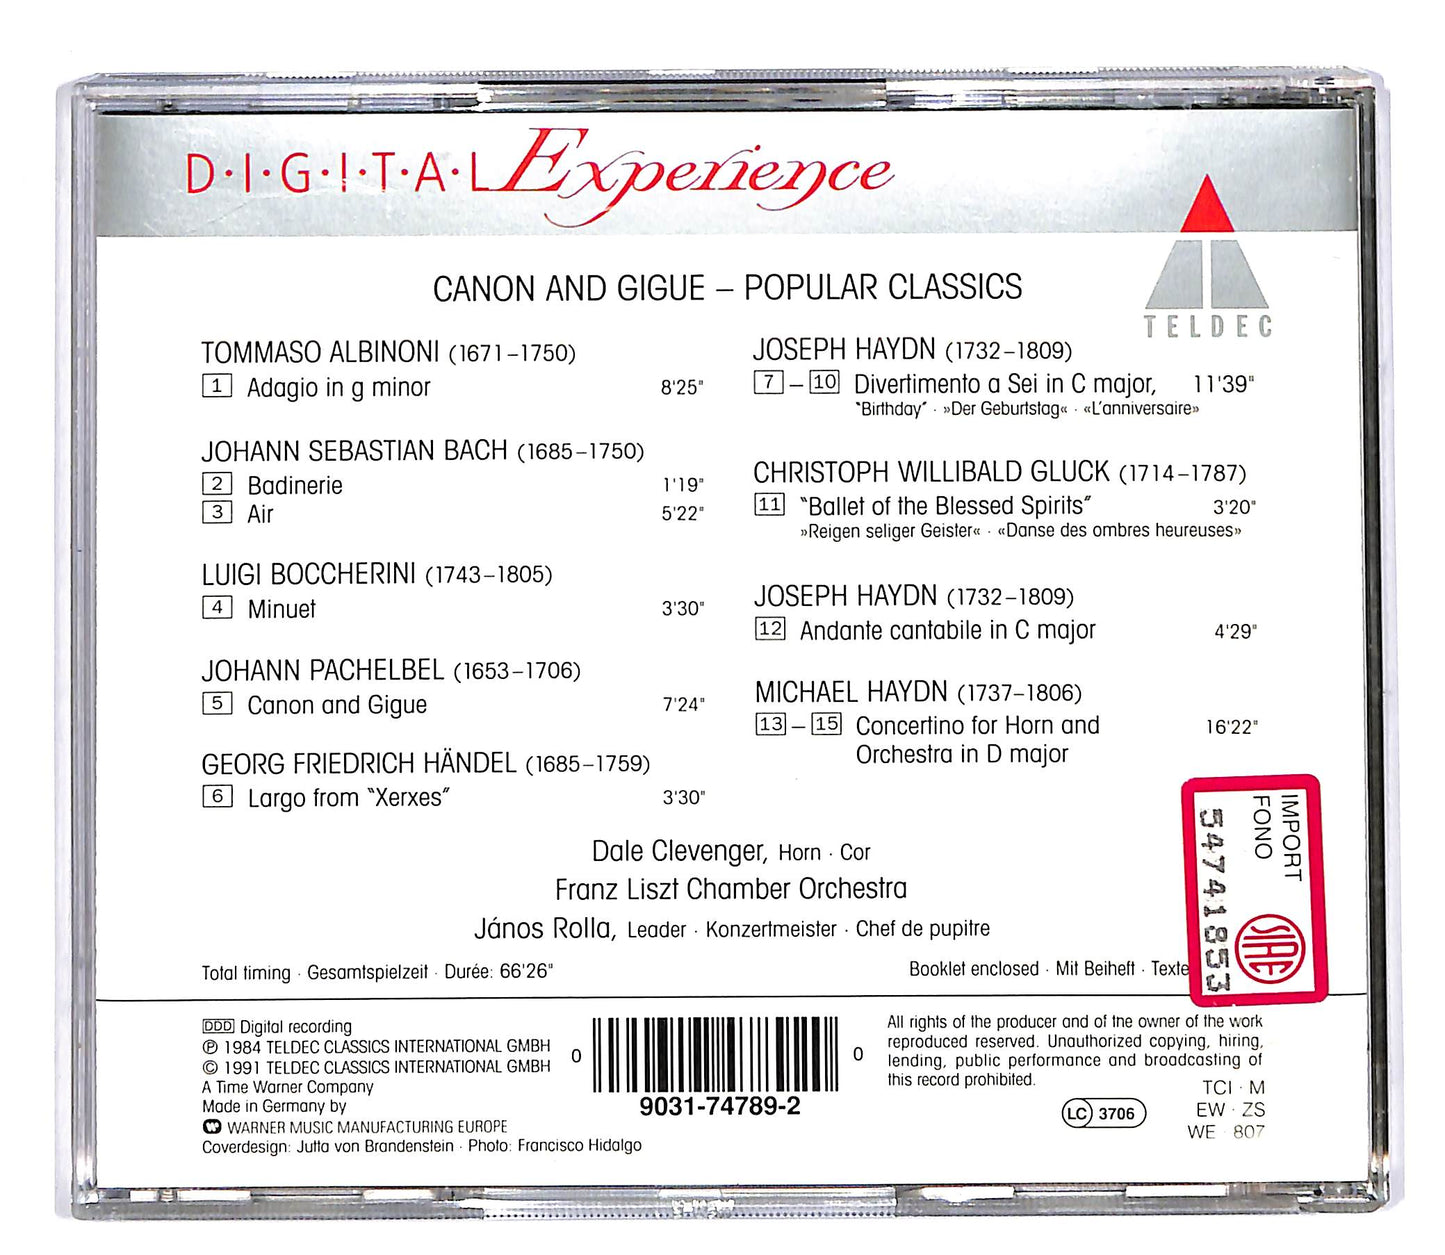 D·I·G·I·T·A·L Experience
TELDEC
CANON AND GIGUE – POPULAR CLASSICS
TOMMASO ALBINONI (1671–1750)
1 Adagio in g minor 8'25"
JOHANN SEBASTIAN BACH (1685–1750)
2 Badinerie 1'19"
3 Air 5'22"
LUIGI BOCCHERINI (1743–1805)
4 Minuet 3'30"
JOHANN PACHELBEL (1653–1706)
5 Canon and Gigue 7'24"
GEORG FRIEDRICH HÄNDEL (1685–1759)
6 Largo from "Xerxes" 3'30"
JOSEPH HAYDN (1732–1809)
7 – 10 Divertimento a Sei in C major, 11'39"
"Birthday" · »Der Geburtstag« · «L'anniversaire»
CHRISTOPH WILLIBALD GLUCK (1714–1787)
11 "Ballet of the Blessed Spirits" 3'20"
»Reigen seliger Geister« · «Danse des ombres heureuses»
JOSEPH HAYDN (1732–1809)
12 Andante cantabile in C major 4'29"
MICHAEL HAYDN (1737–1806)
13 – 15 Concertino for Horn and 16'22"
Orchestra in D major
Dale Clevenger, Horn · Cor
Franz Liszt Chamber Orchestra
János Rolla, Leader · Konzertmeister · Chef de pupitre
Total timing · Gesamtspielzeit · Durée: 66'26"
Booklet enclosed · Mit Beiheft · Texte
IMPORT
FONO
54741853
SIAE
DDD Digital recording
℗ 1984 TELDEC CLASSICS INTERNATIONAL GMBH
© 1991 TELDEC CLASSICS INTERNATIONAL GMBH
A Time Warner Company
Made in Germany by
WARNER MUSIC MANUFACTURING EUROPE
Coverdesign: Jutta von Brandenstein · Photo: Francisco Hidalgo
0 0
9031-74789-2
All rights of the producer and of the owner of the work
reproduced reserved. Unauthorized copying, hiring,
lending, public performance and broadcasting of
this record prohibited.
LC 3706
TCI · M
EW · ZS
WE · 807